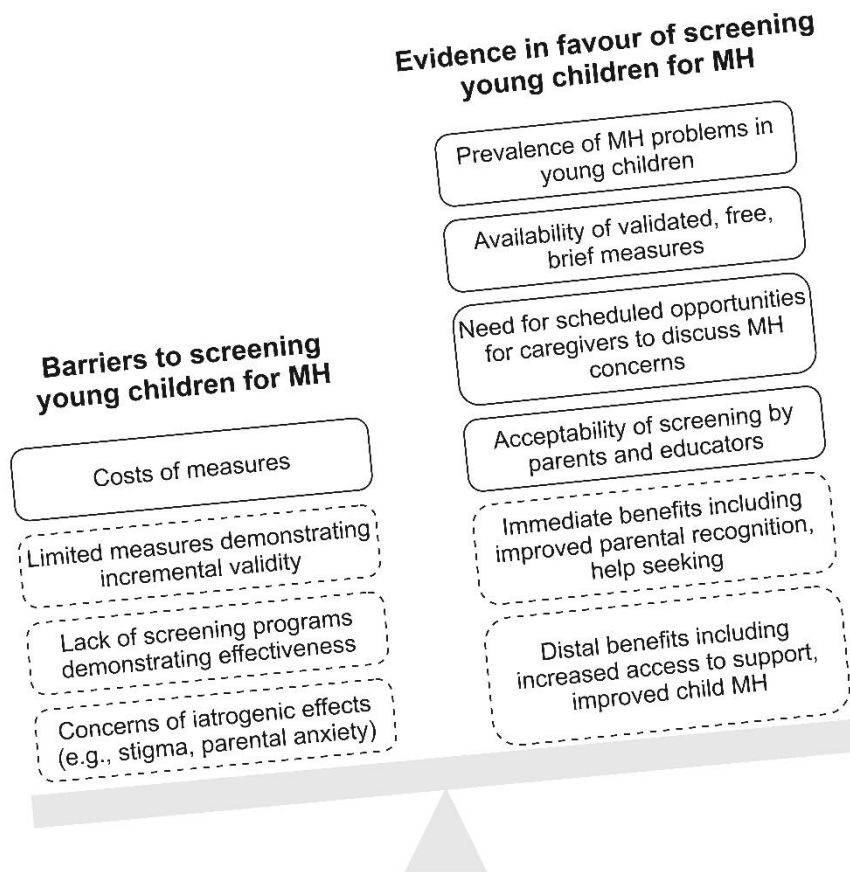 Evidence in favour of screening
young children for MH
Prevalence of MH problems in
young children
Availability of validated, free,
brief measures
Need for scheduled opportunities
for caregivers to discuss MH
concerns
Acceptability of screening by
parents and educators
Immediate benefits including
improved parental recognition,
help seeking
Distal benefits including
increased access to support,
improved child MH
Barriers to screening
young children for MH
Costs of measures
Limited measures demonstrating
incremental validity
Lack of screening programs
demonstrating effectiveness
Concerns of iatrogenic effects
(e.g., stigma, parental anxiety)